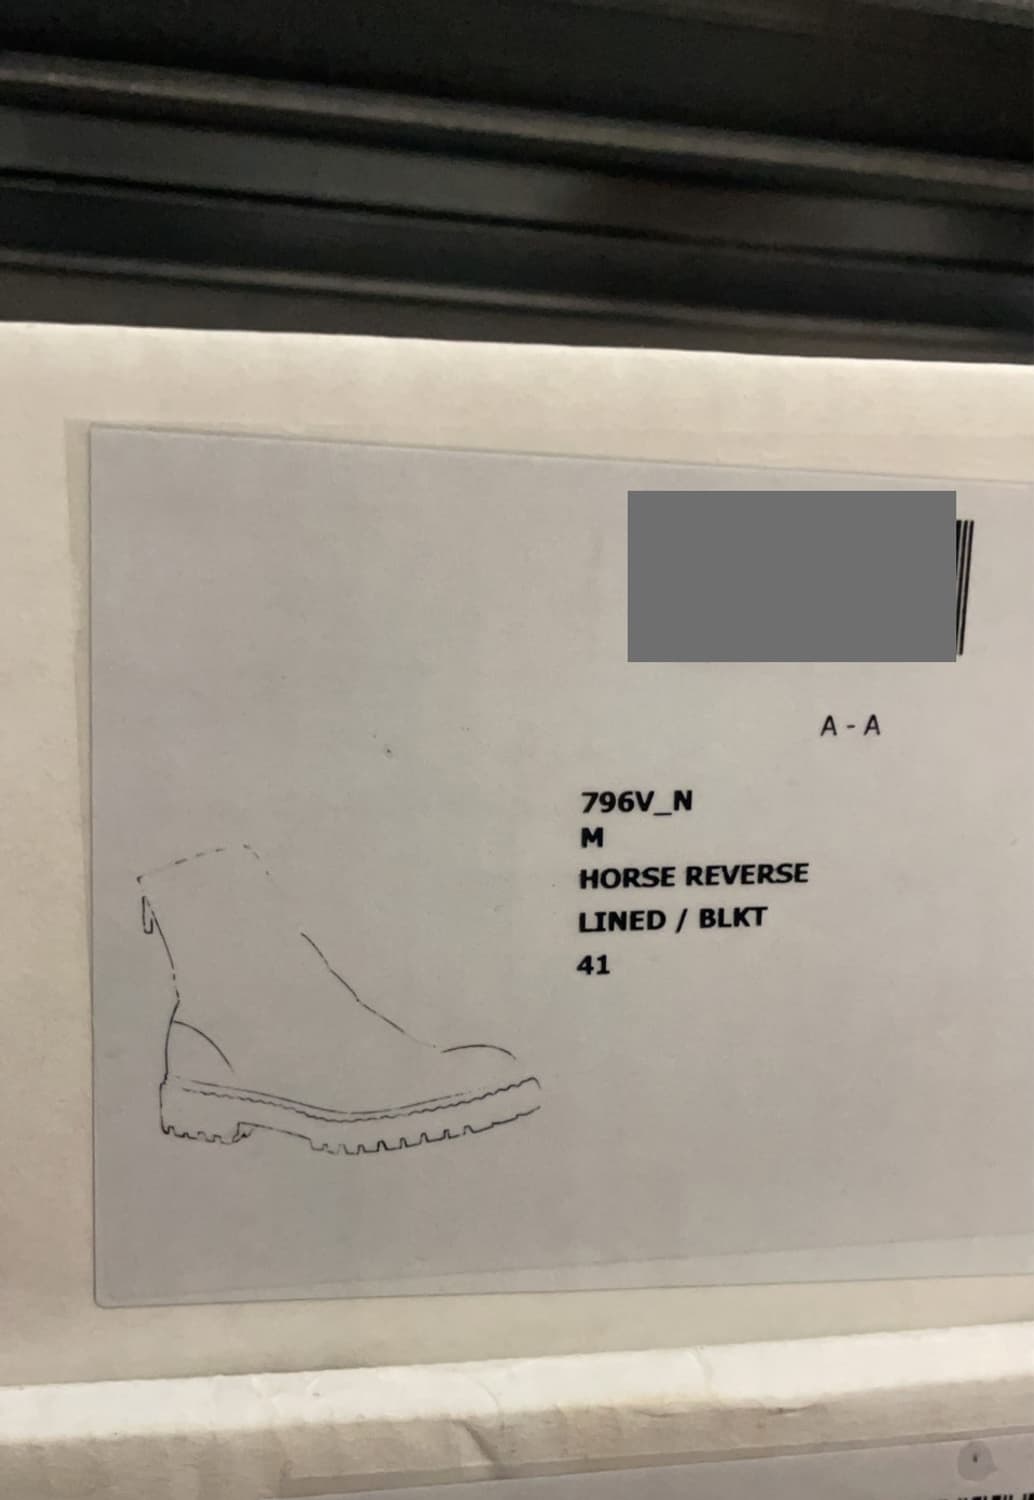 A - A
796V_N
M
HORSE REVERSE
LINED / BLKT
41